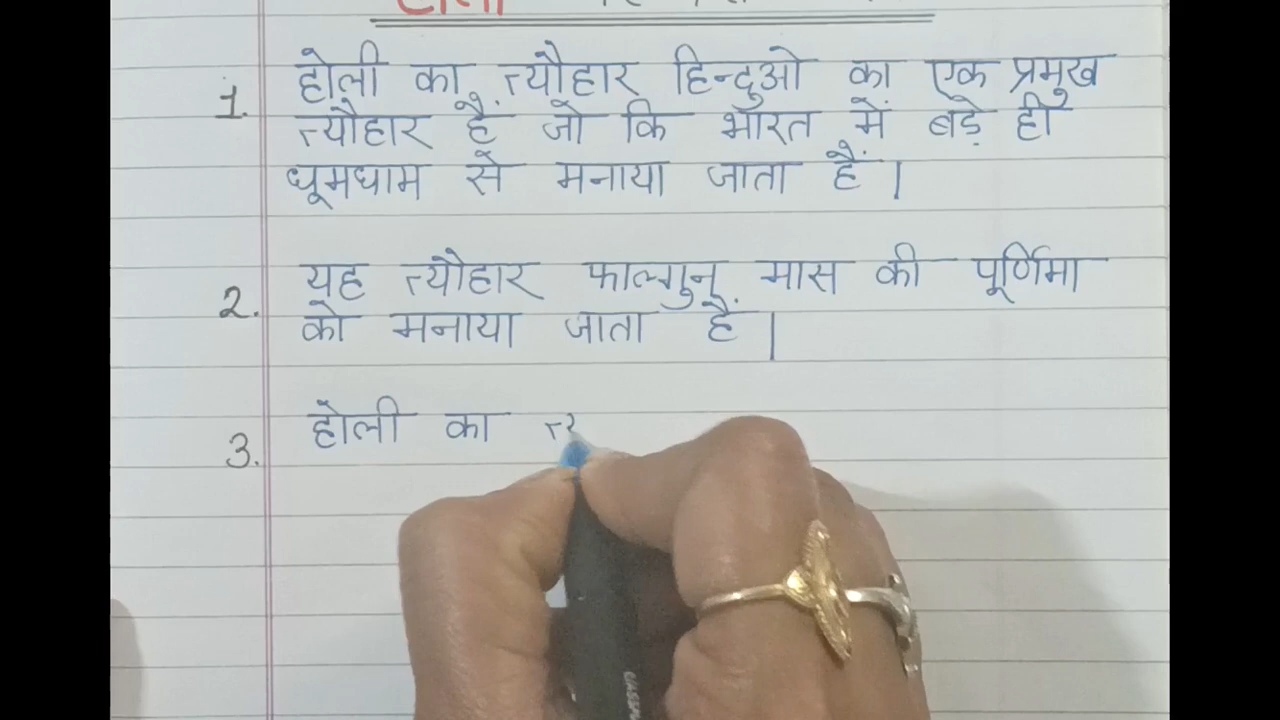 होली
1. होली का त्यौहार हिन्दुओ का एक प्रमुख
त्यौहार हैं जो कि भारत में बड़े ही
धूमधाम से मनाया जाता हैं।
2. यह त्यौहार फाल्गुन मास की पूर्णिमा
को मनाया जाता हैं।
3. होली का